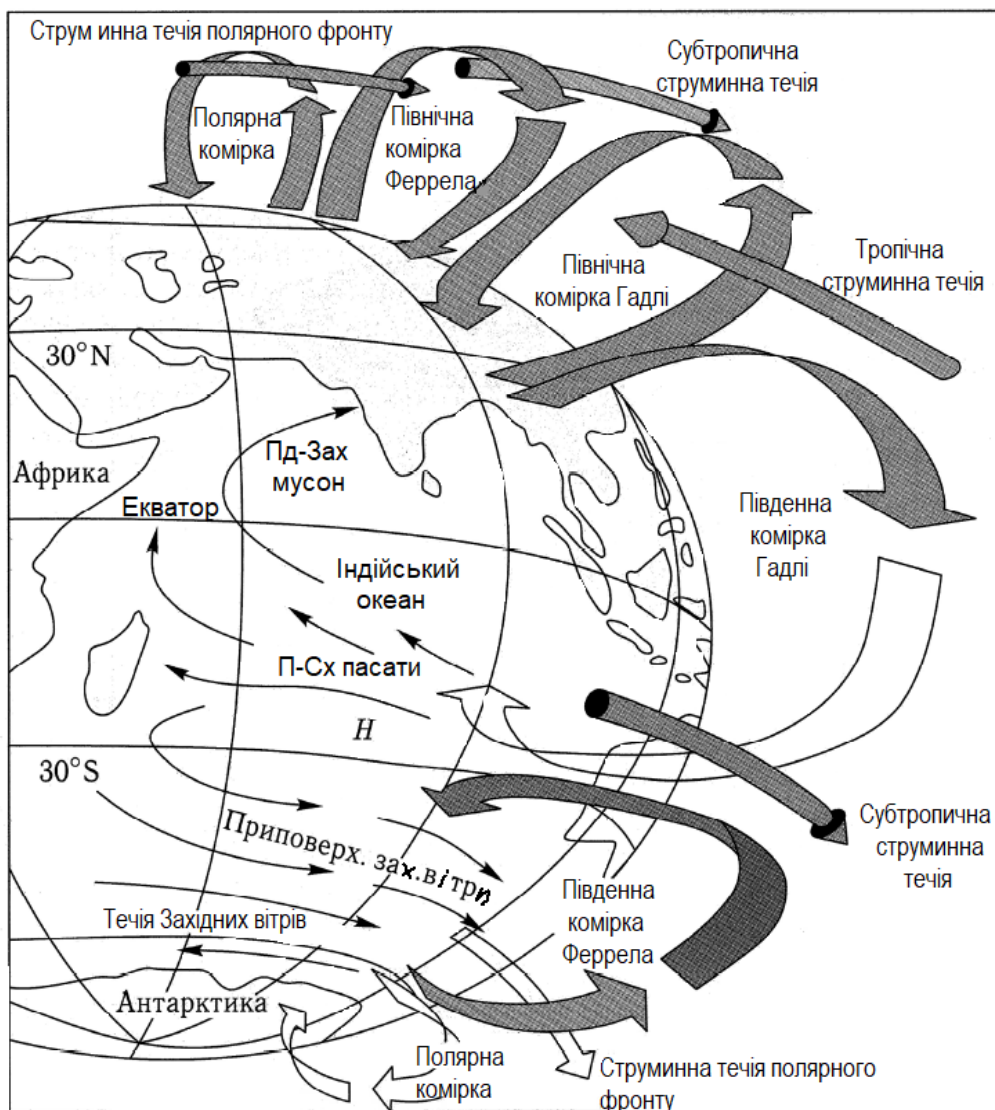 Струм инна течія полярного фронту
Субтропична
струминна
течія
Полярна
комірка
Північна
комірка
Феррела
Тропічна
струминна течія
Північна
комірка Гадлі
30°N
Африка
Пд-Зах
мусон
Екватор
Південна
комірка
Гадлі
Індійський
океан
П-Сх пасати
H
30°S
Приповерх. зах.вітри
Субтропична
струминна
течія
Південна
комірка
Феррела
Течія Західних вітрів
Антарктика
Полярна
комірка
Струминна течія полярного
фронту